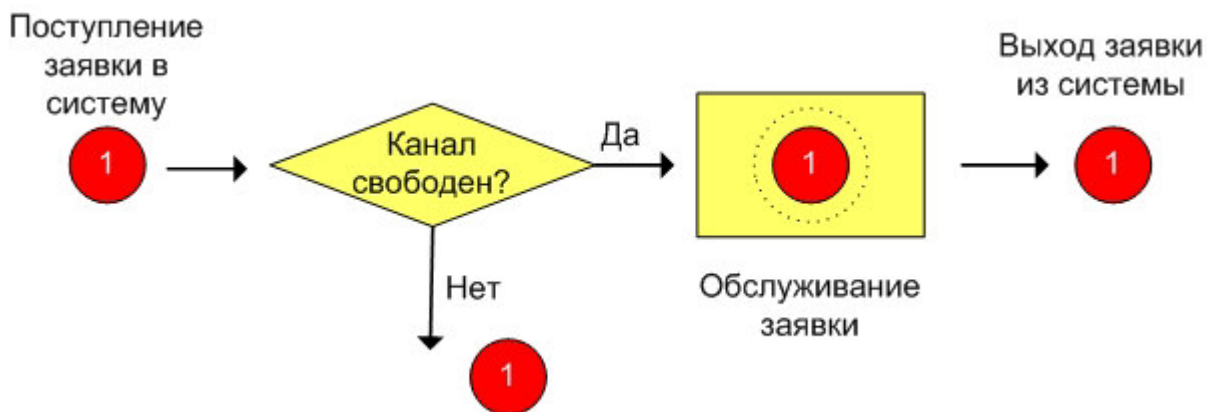 Поступление
заявки в
систему
1
Канал
свободен?
Да
1
Обслуживание
заявки
Выход заявки
из системы
1
Нет
1